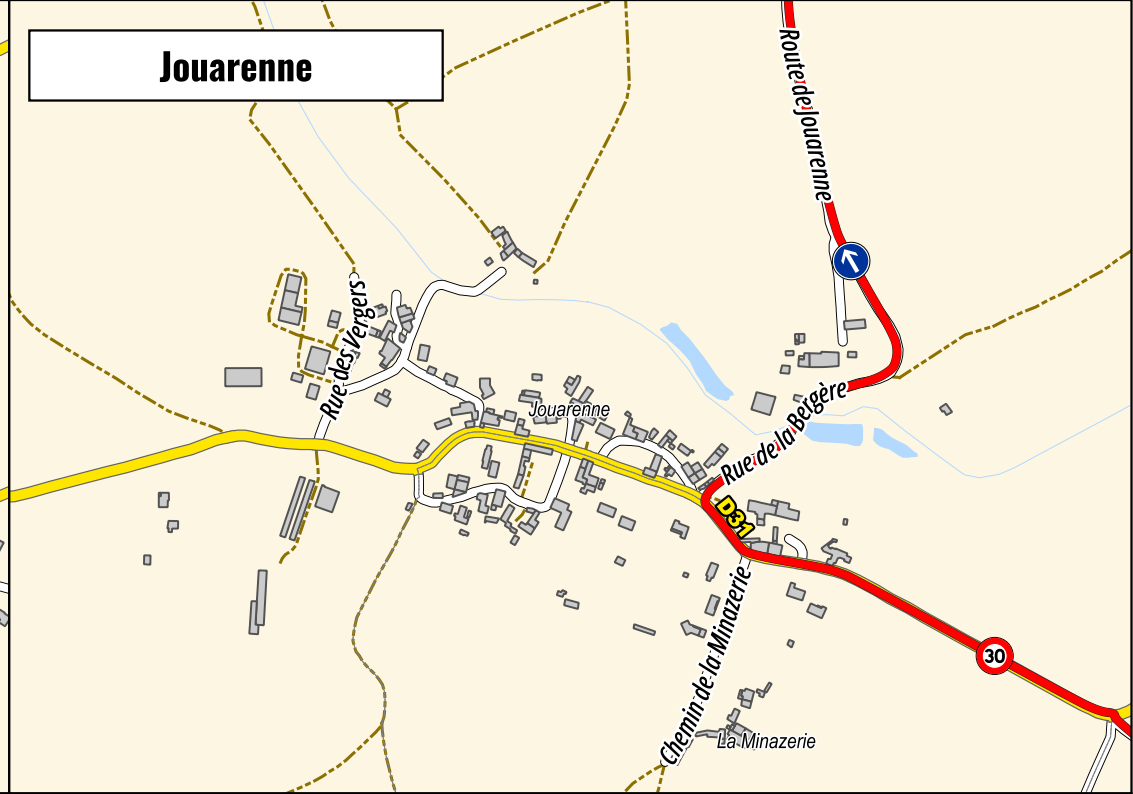 Jouarenne
Route de Jouarenne
Rue des Vergers
Rue de la Bergère
Jouarenne
D31
Chemin de la Minazerie
30
La Minazerie